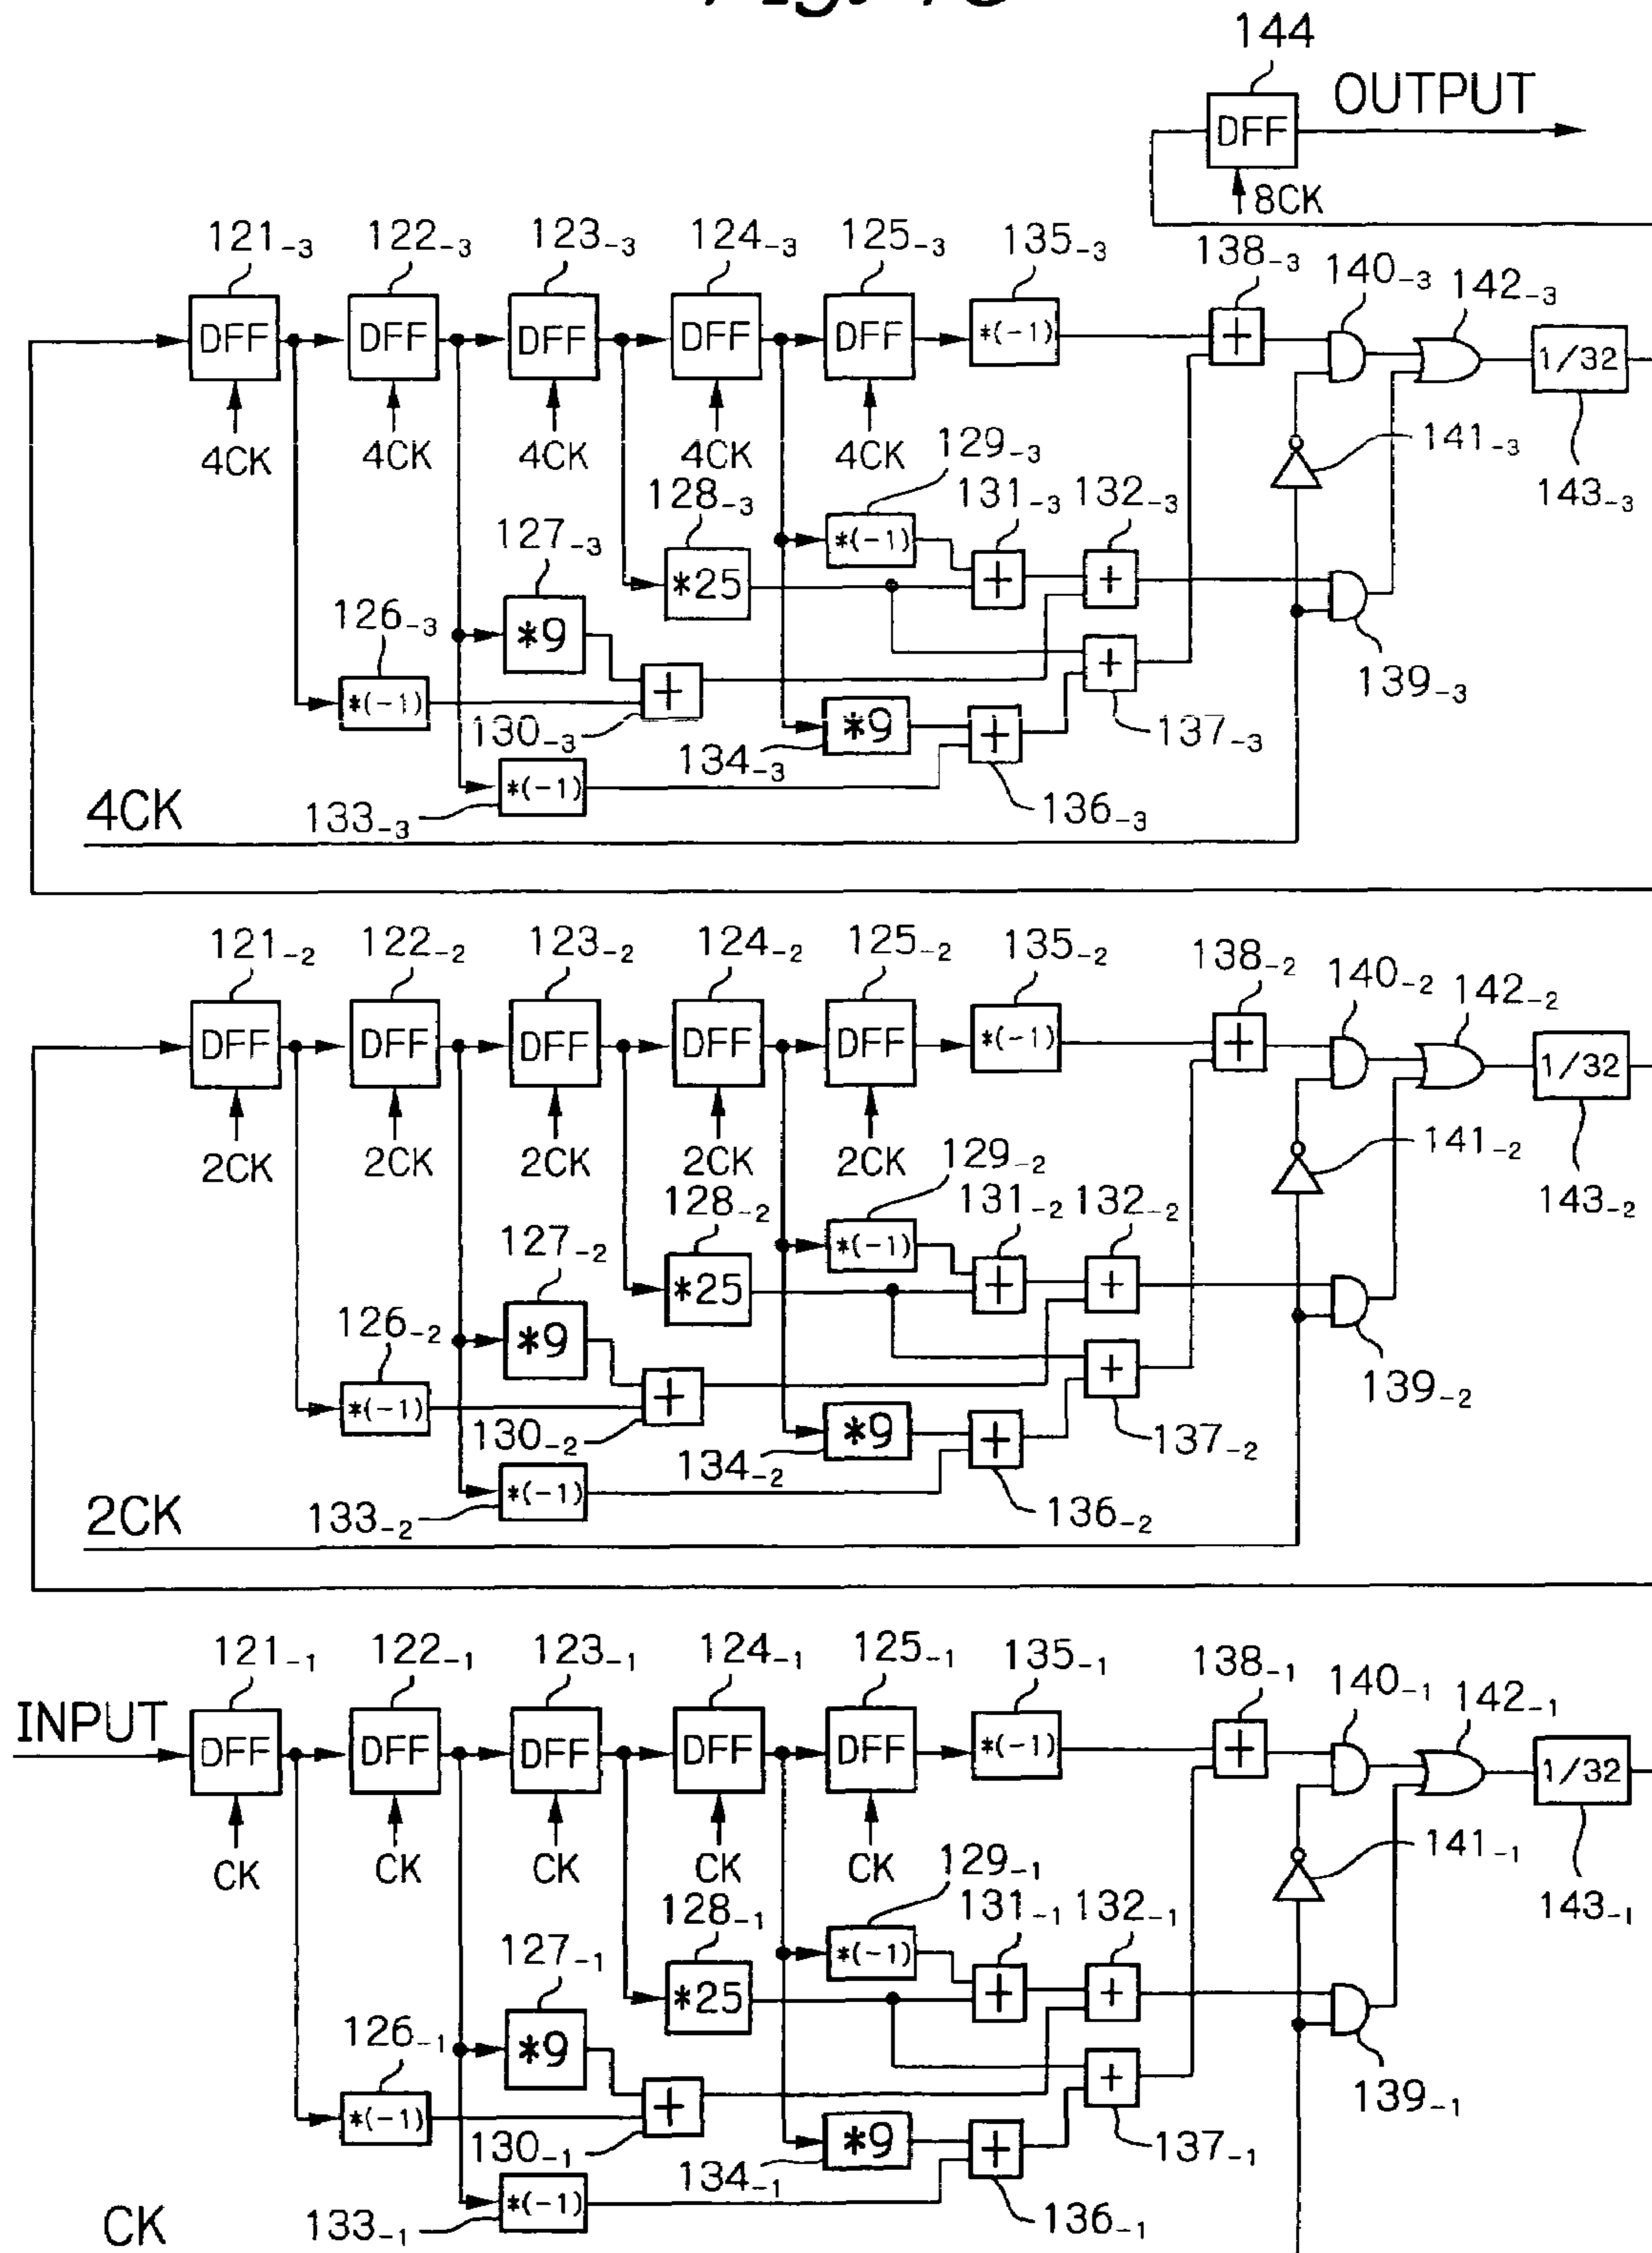 144
DFF
OUTPUT
8CK
121-3 122-3 123-3 124-3 125-3 135-3 138-3 140-3 142-3
DFF DFF DFF DFF DFF *(-1) + 1/32
4CK 4CK 4CK 4CK 4CK 129-3 141-3
128-3 131-3 132-3 143-3
127-3 *(-1)
*25 + +
126-3 *9
*(-1) + + 139-3
130-3 134-3 *9 + 137-3
133-3 *(-1) 136-3
4CK
121-2 122-2 123-2 124-2 125-2 135-2 138-2 140-2 142-2
DFF DFF DFF DFF DFF *(-1) + 1/32
2CK 2CK 2CK 2CK 2CK 129-2 141-2
128-2 131-2 132-2 143-2
127-2 *(-1)
*25 + +
126-2 *9
*(-1) + + 139-2
130-2 134-2 *9 + 137-2
133-2 *(-1) 136-2
2CK
121-1 122-1 123-1 124-1 125-1 135-1 138-1 140-1 142-1
INPUT DFF DFF DFF DFF DFF *(-1) + 1/32
CK CK CK CK CK 129-1 141-1
128-1 131-1 132-1 143-1
127-1 *(-1)
*25 + +
126-1 *9
*(-1) + + 139-1
130-1 134-1 *9 + 137-1
133-1 *(-1) 136-1
CK